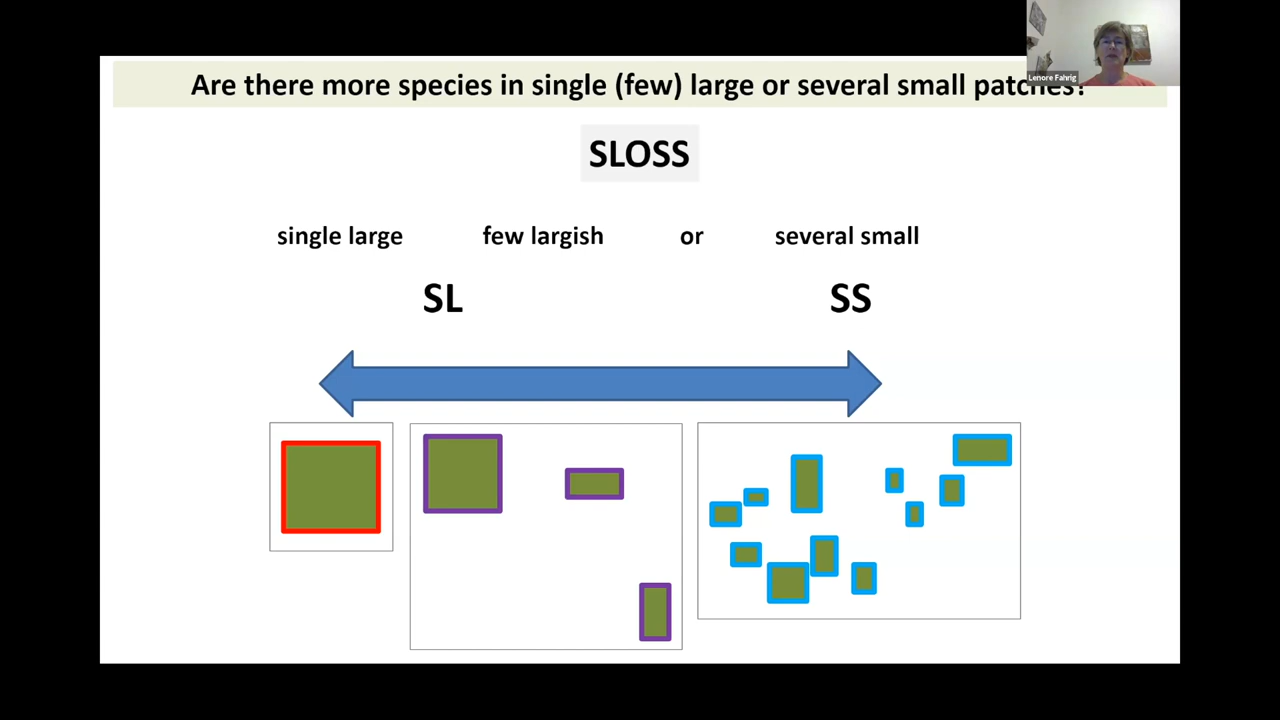 Are there more species in single (few) large or several small patches?
Lenore Fahrig
SLOSS
single large few largish or several small
SL SS